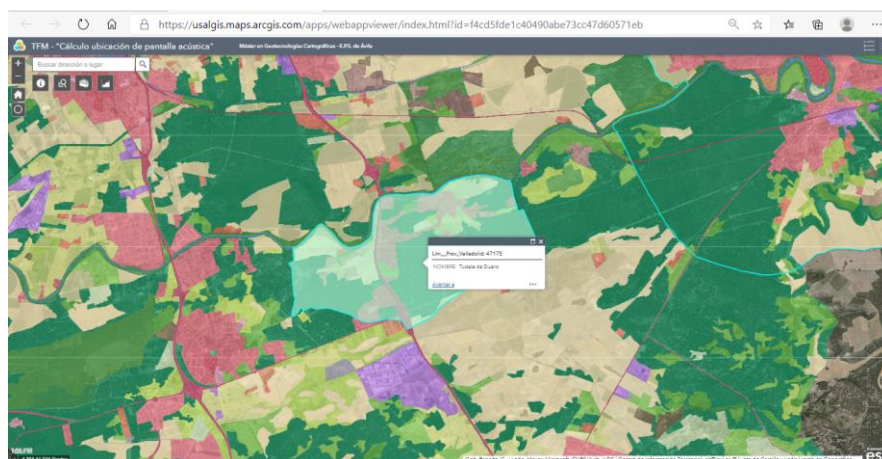 https://usalgis.maps.arcgis.com/apps/webappviewer/index.html?id=f4cd5fde1c40490abe73cc47d60571eb
TFM - "Cálculo ubicación de pantalla acústica"
Máster en Geotecnologías Cartográficas - E.P.S. de Ávila
Buscar dirección o lugar
Lim__Prov_Valladolid: 47175
NOMBRE Tudela de Duero
Acercar a